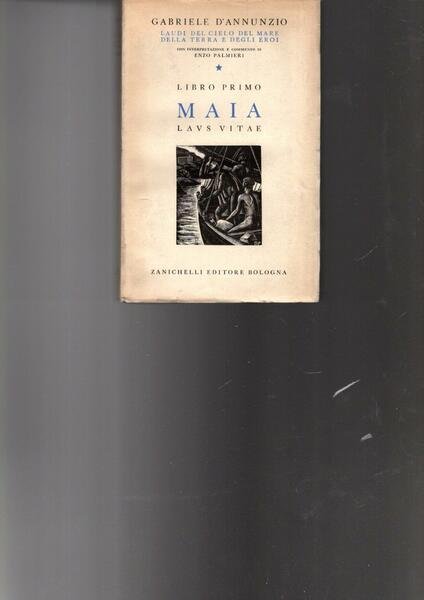 GABRIELE D'ANNUNZIO
LAUDI DEL CIELO DEL MARE
DELLA TERRA E DEGLI EROI
CON INTERPRETAZIONE E COMMENTO DI
ENZO PALMIERI
LIBRO PRIMO
MAIA
LAVS VITAE
ZANICHELLI EDITORE BOLOGNA